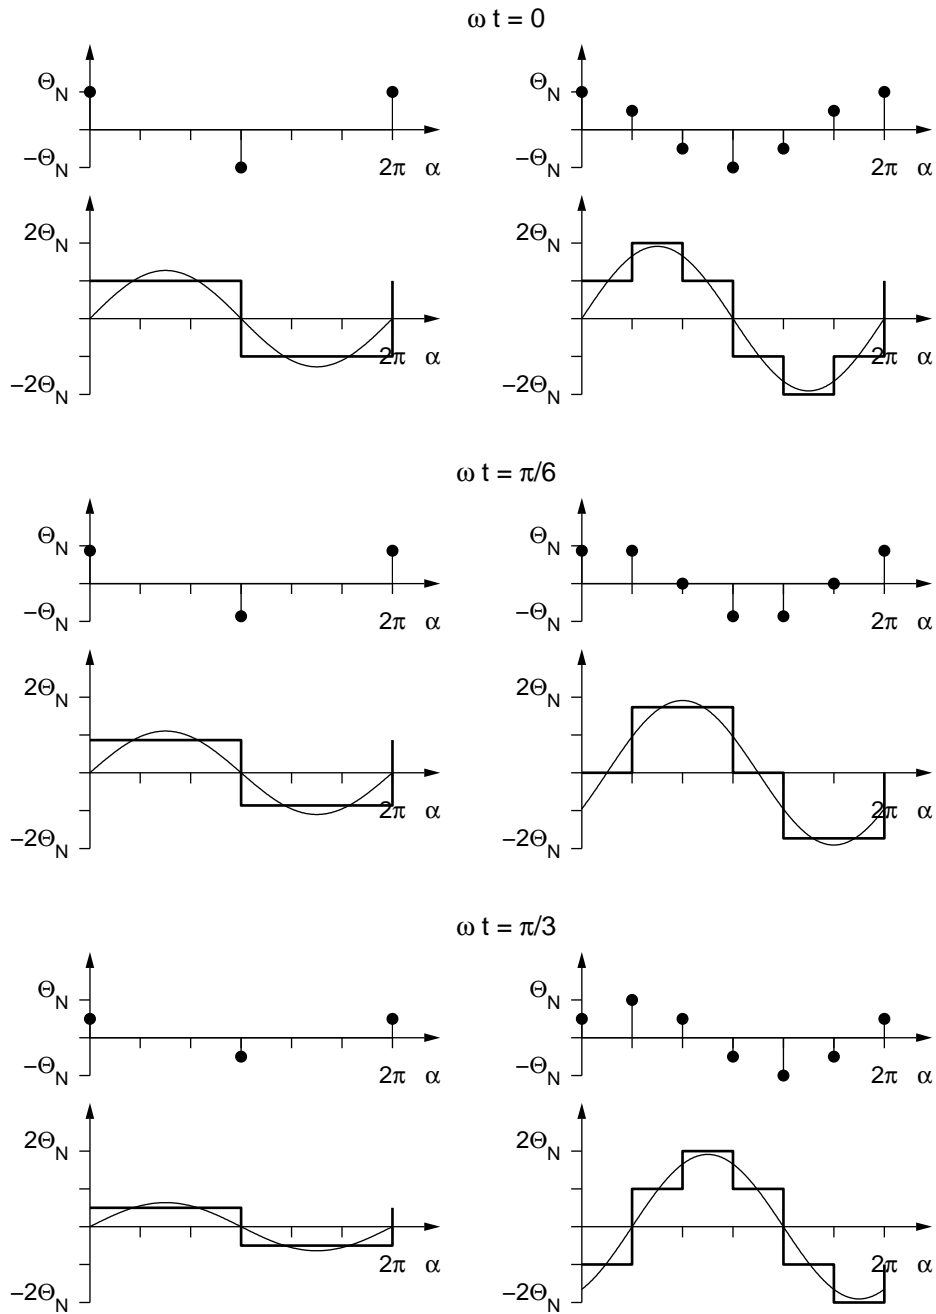 ω t = 0
Θ_N Θ_N
−Θ_N 2π α −Θ_N 2π α
2Θ_N 2Θ_N
2π α 2π α
−2Θ_N −2Θ_N
ω t = π/6
Θ_N Θ_N
−Θ_N 2π α −Θ_N 2π α
2Θ_N 2Θ_N
2π α 2π α
−2Θ_N −2Θ_N
ω t = π/3
Θ_N Θ_N
−Θ_N 2π α −Θ_N 2π α
2Θ_N 2Θ_N
2π α 2π α
−2Θ_N −2Θ_N